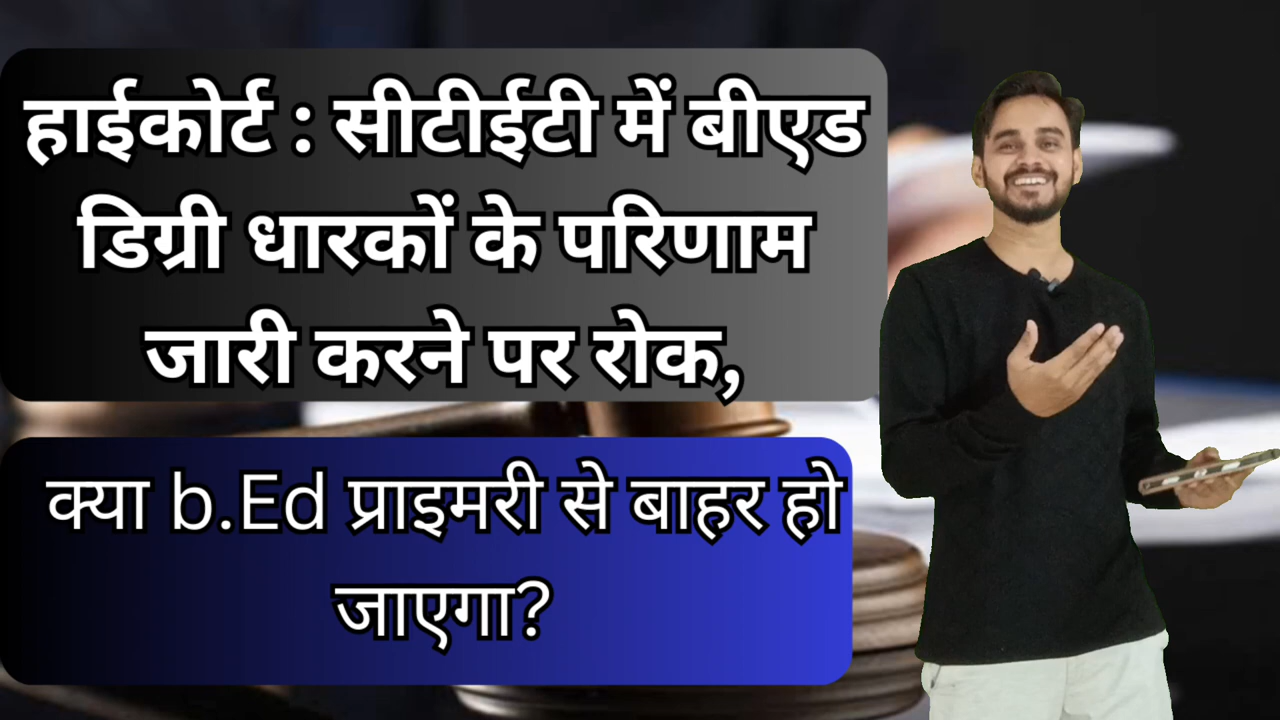 हाईकोर्ट : सीटीईटी में बीएड
डिग्री धारकों के परिणाम
जारी करने पर रोक,
क्या b.Ed प्राइमरी से बाहर हो
जाएगा?